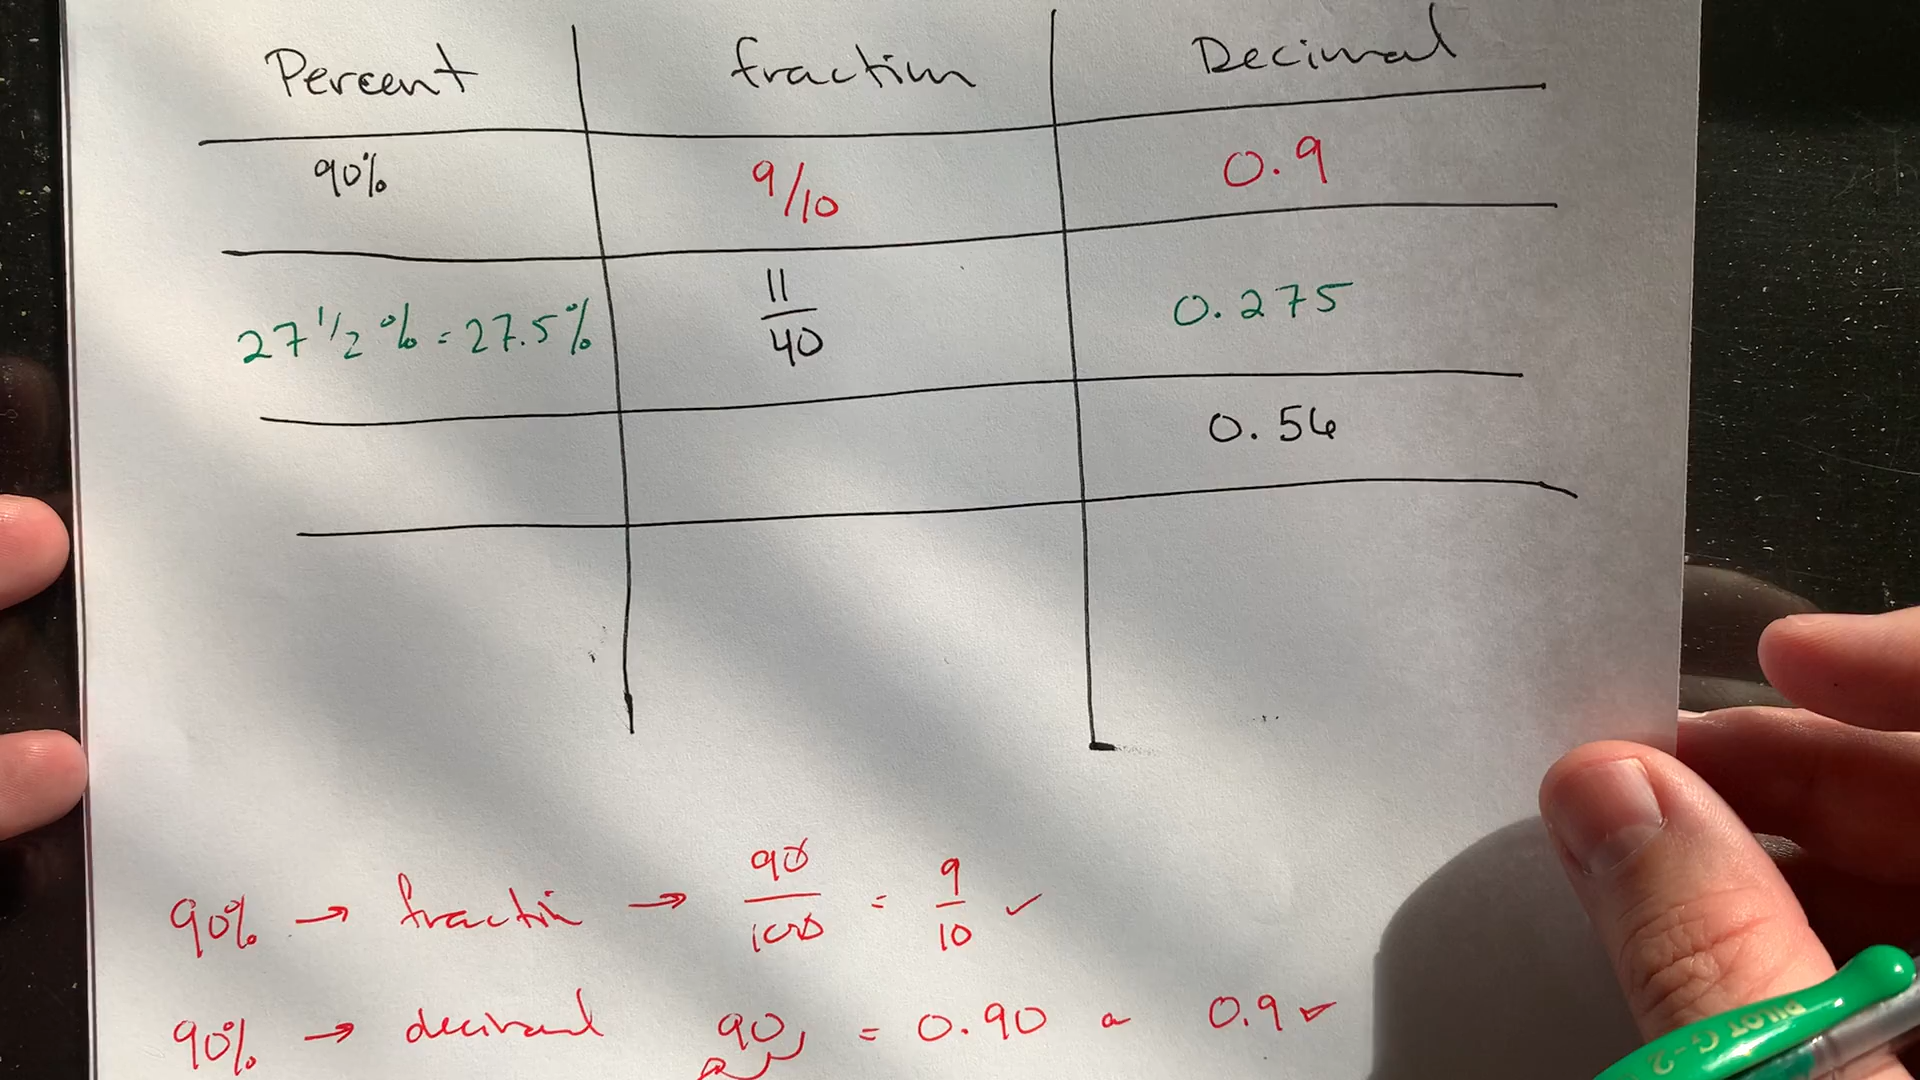 Percent fraction Decimal
90% 9/10 0.9
27 1/2 % = 27.5% 11/40 0.275
0.56
90% → fraction → 90/100 = 9/10 ✓
90% → decimal 90 = 0.90 or 0.9 ✓
PILOT G-2